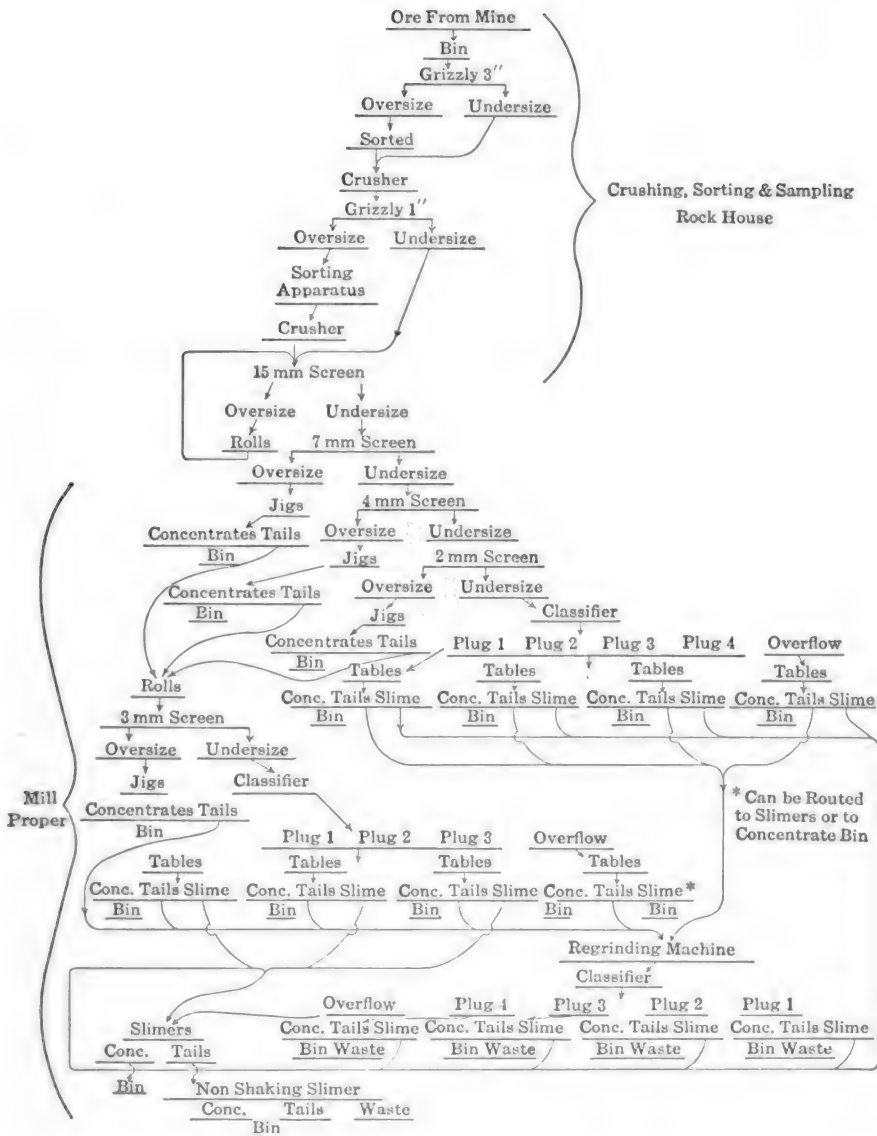 Ore From Mine
Bin
Grizzly 3"
Oversize Undersize
Sorted
Crusher
Grizzly 1"
Oversize Undersize
Sorting
Apparatus
Crusher
Crushing, Sorting & Sampling
Rock House
15 mm Screen
Oversize Undersize
Rolls 7 mm Screen
Oversize Undersize
Jigs 4 mm Screen
Concentrates Tails Oversize Undersize
Bin Jigs 2 mm Screen
Oversize Undersize
Concentrates Tails Classifier
Bin Jigs
Concentrates Tails Plug 1 Plug 2 Plug 3 Plug 4 Overflow
Bin Tables Tables Tables Tables
Rolls Conc. Tails Slime Conc. Tails Slime Conc. Tails Slime Conc. Tails Slime
Bin Bin Bin Bin
3 mm Screen
Oversize Undersize
Jigs Classifier
Mill
Proper
* Can be Routed
to Slimers or to
Concentrate Bin
Concentrates Tails
Bin
Plug 1 Plug 2 Plug 3 Overflow
Tables Tables Tables Tables
Conc. Tails Slime Conc. Tails Slime Conc. Tails Slime Conc. Tails Slime*
Bin Bin Bin Bin Bin
Regrinding Machine
Classifier
Overflow Plug 4 Plug 3 Plug 2 Plug 1
Slimers Conc. Tails Slime Conc. Tails Slime Conc. Tails Slime Conc. Tails Slime
Conc. Tails Bin Waste Bin Waste Bin Waste Bin Waste
Bin Non Shaking Slimer
Conc. Tails Waste
Bin